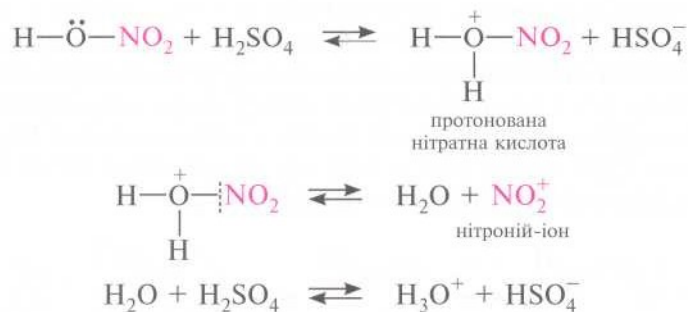 H—Ö—NO₂ + H₂SO₄ ⇌ H—O⁺—NO₂ + HSO₄⁻
H
протонована
нітратна кислота
H—O⁺—NO₂ ⇌ H₂O + NO₂⁺
H
нітроній-іон
H₂O + H₂SO₄ ⇌ H₃O⁺ + HSO₄⁻